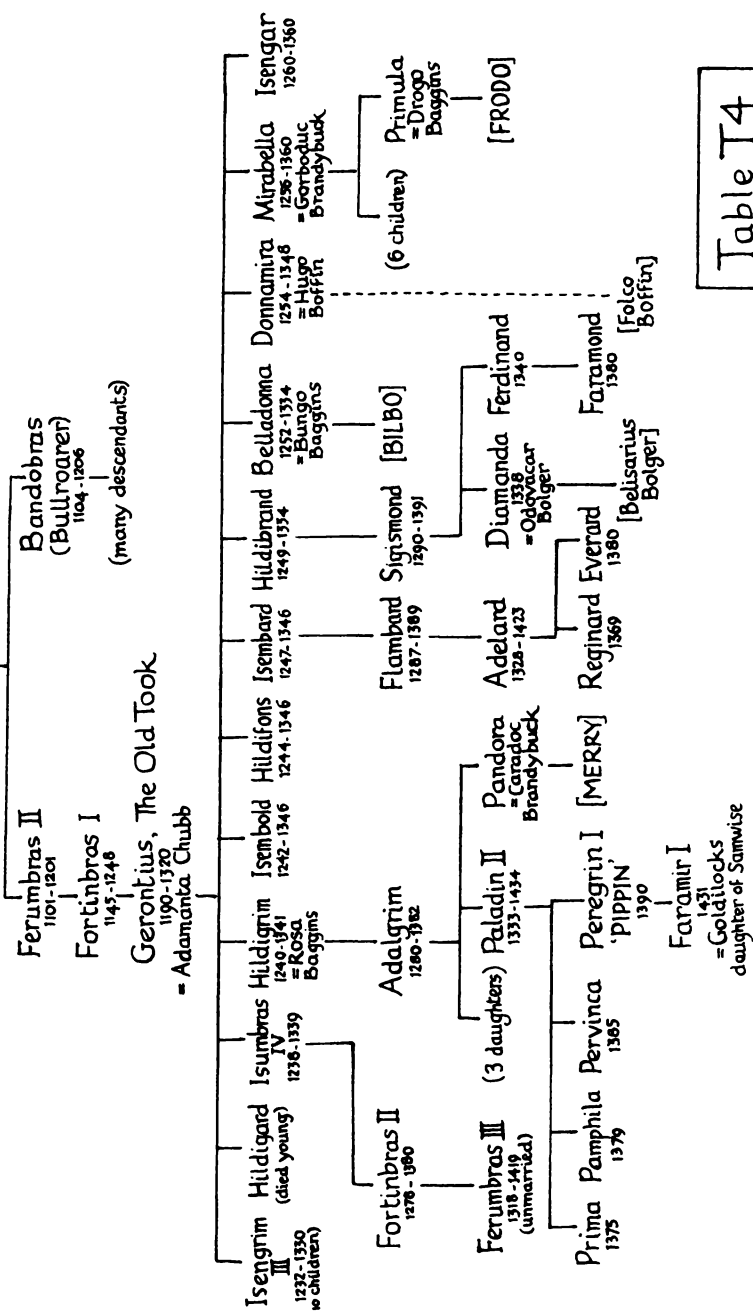 Ferumbras II
1101-1201
Bandobras
(Bullroarer)
1104-1206
(many descendants)
Fortinbras I
1145-1248
Gerontius, The Old Took
1190-1320
= Adamanta Chubb
Isengrim
III
1232-1330
children)
Hildigard
(died young)
Isumbras
IV
1238-1339
Hildigrim
1240-1341
=Rosa
Baggins
Isembold
1242-1346
Hildifons
1244-1346
Isembard
1247-1346
Hildibrand
1249-1334
Belladonna
1252-1334
=Bungo
Baggins
Donnamira
1254-1348
=Hugo
Boffin
Mirabella
1256-1360
=Gorboduc
Brandybuck
Isengar
1260-1360
Fortinbras II
1278-1380
Adalgrim
1280-1382
Flambard
1287-1389
Sigismond
1290-1391
[BILBO]
(6 children)
Primula
=Drogo
Baggins
Ferumbras III
1318-1419
(unmarried)
(3 daughters)
Paladin II
1333-1434
Pandora
=Caradoc
Brandybuck
Adelard
1328-1423
Diamanda
1338
=Odovacar
Bolger
Ferdinand
1340
[FRODO]
Prima
1375
Pamphila
1379
Pervinca
1385
Peregrin I
'PIPPIN'
1390
[MERRY]
Reginard
1369
Everard
1380
[Belisarius
Bolger]
Faramond
1380
[Folco
Boffin]
Faramir I
1431
=Goldilocks
daughter of Samwise
Table T4